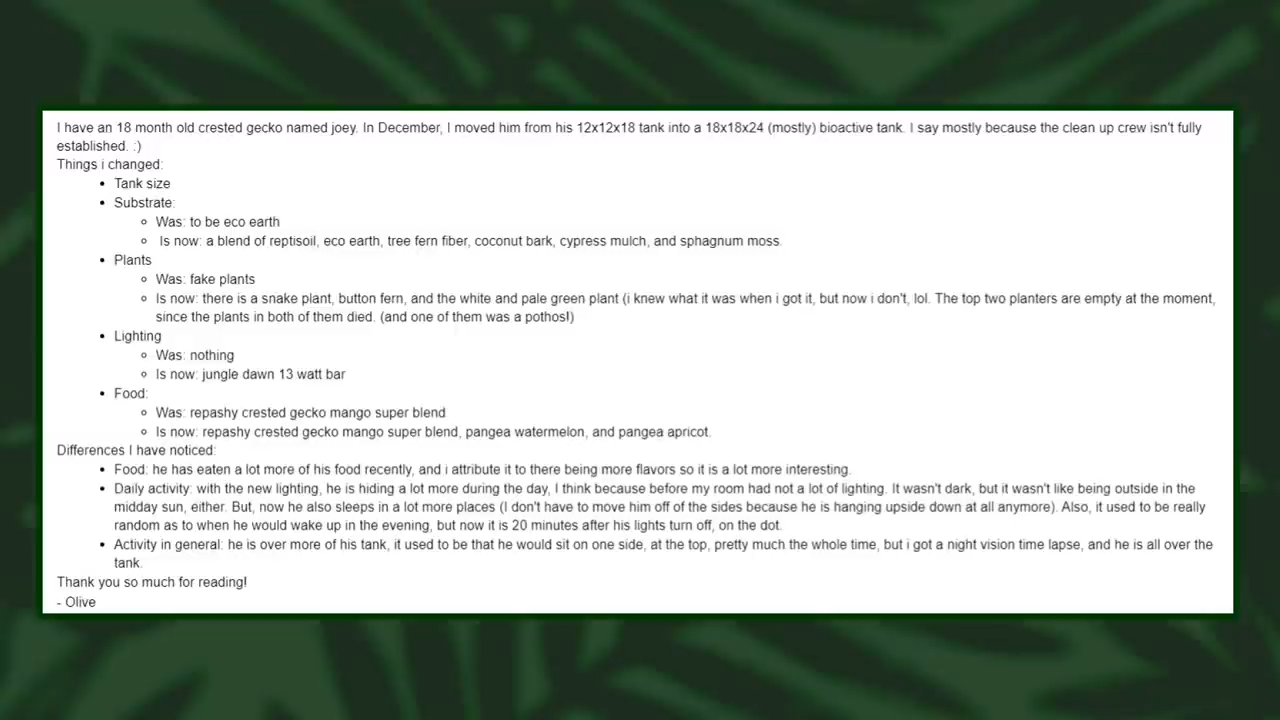 I have an 18 month old crested gecko named joey. In December, I moved him from his 12x12x18 tank into a 18x18x24 (mostly) bioactive tank. I say mostly because the clean up crew isn't fully
established. :)
Things i changed:
• Tank size
• Substrate:
○ Was: to be eco earth
○ Is now: a blend of reptisoil, eco earth, tree fern fiber, coconut bark, cypress mulch, and sphagnum moss.
• Plants
○ Was: fake plants
○ Is now: there is a snake plant, button fern, and the white and pale green plant (i knew what it was when i got it, but now i don't, lol. The top two planters are empty at the moment,
since the plants in both of them died. (and one of them was a pothos!)
• Lighting
○ Was: nothing
○ Is now: jungle dawn 13 watt bar
• Food:
○ Was: repashy crested gecko mango super blend
○ Is now: repashy crested gecko mango super blend, pangea watermelon, and pangea apricot.
Differences I have noticed:
• Food: he has eaten a lot more of his food recently, and i attribute it to there being more flavors so it is a lot more interesting.
• Daily activity: with the new lighting, he is hiding a lot more during the day, I think because before my room had not a lot of lighting. It wasn't dark, but it wasn't like being outside in the
midday sun, either. But, now he also sleeps in a lot more places (I don't have to move him off of the sides because he is hanging upside down at all anymore). Also, it used to be really
random as to when he would wake up in the evening, but now it is 20 minutes after his lights turn off, on the dot.
• Activity in general: he is over more of his tank, it used to be that he would sit on one side, at the top, pretty much the whole time, but i got a night vision time lapse, and he is all over the
tank.
Thank you so much for reading!
- Olive